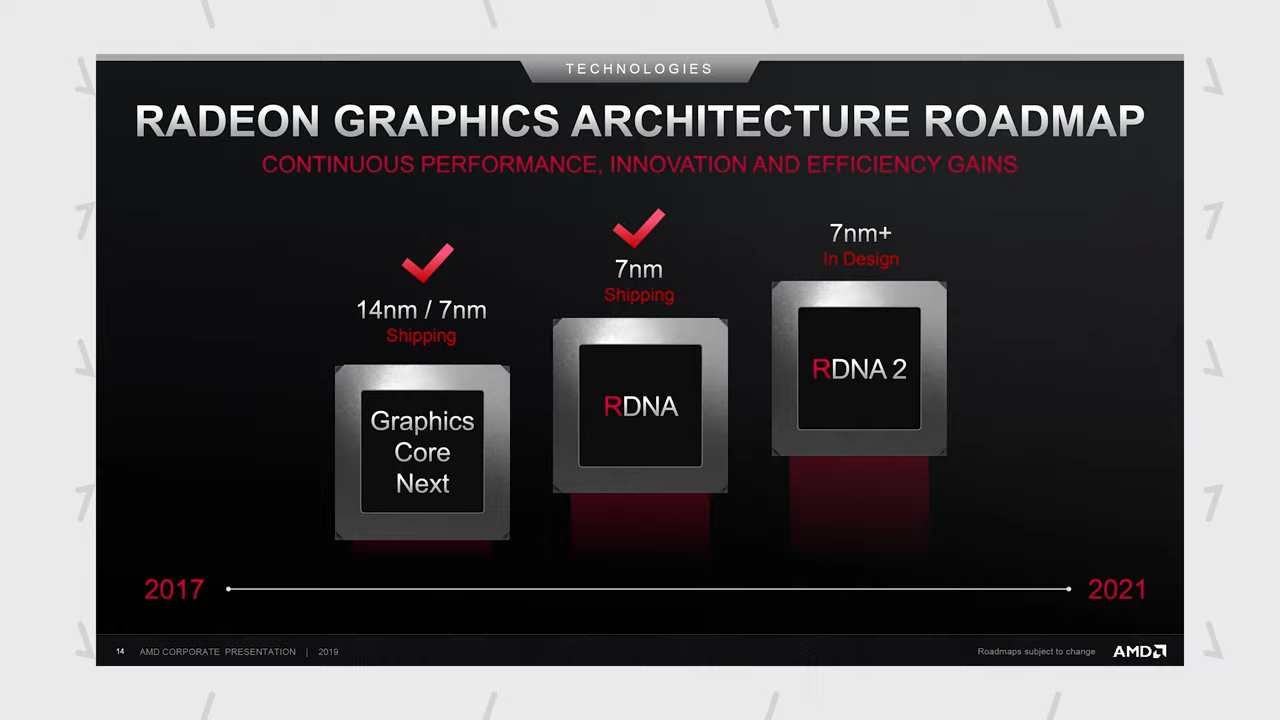 TECHNOLOGIES
RADEON GRAPHICS ARCHITECTURE ROADMAP
CONTINUOUS PERFORMANCE, INNOVATION AND EFFICIENCY GAINS
14nm / 7nm
Shipping
Graphics
Core
Next
7nm
Shipping
RDNA
7nm+
In Design
RDNA 2
2017
2021
14 AMD CORPORATE PRESENTATION | 2019
Roadmaps subject to change
AMD